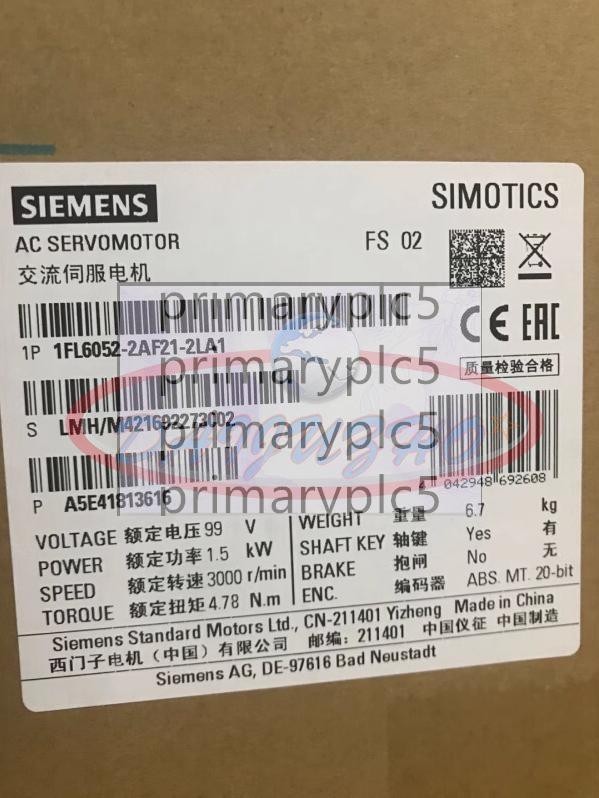 SIEMENS
SIMOTICS
AC SERVOMOTOR
FS 02
交流伺服电机
primaryplc5
1P 1FL6052-2AF21-2LA1
EAC
primaryplc5
质量检验合格
S LMH/M421692273002
primaryplc5
P A5E41813616
primaryplc5
4 042948 692608
VOLTAGE 额定电压 99 V
POWER 额定功率 1.5 kW
SPEED 额定转速 3000 r/min
TORQUE 额定扭矩 4.78 N.m
WEIGHT 重量 6.7 kg
SHAFT KEY 轴键 Yes 有
BRAKE 抱闸 No 无
ENC. 编码器 ABS. MT. 20-bit
Siemens Standard Motors Ltd., CN-211401 Yizheng Made in China
西门子电机（中国）有限公司 邮编：211401 中国仪征 中国制造
Siemens AG, DE-97616 Bad Neustadt